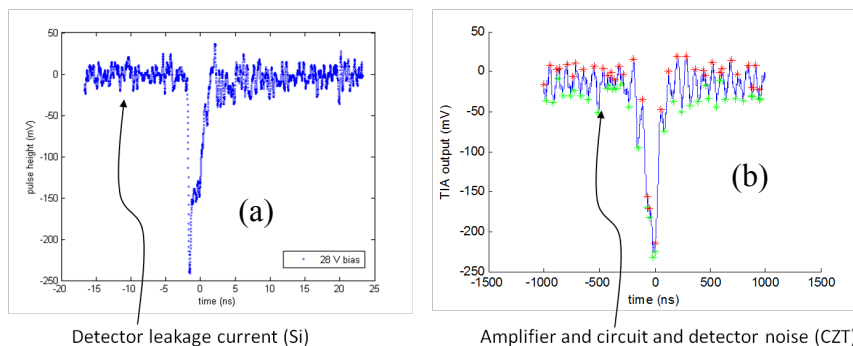 50
0
-50
-100
-150
-200
-250
pulse height (mV)
-20 -15 -10 -5 0 5 10 15 20 25
time (ns)
(a)
28 V bias
Detector leakage current (Si)
100
50
0
-50
-100
-150
-200
-250
TIA output (mV)
-1500 -1000 -500 0 500 1000 1500
time (ns)
(b)
Amplifier and circuit and detector noise (CZT)